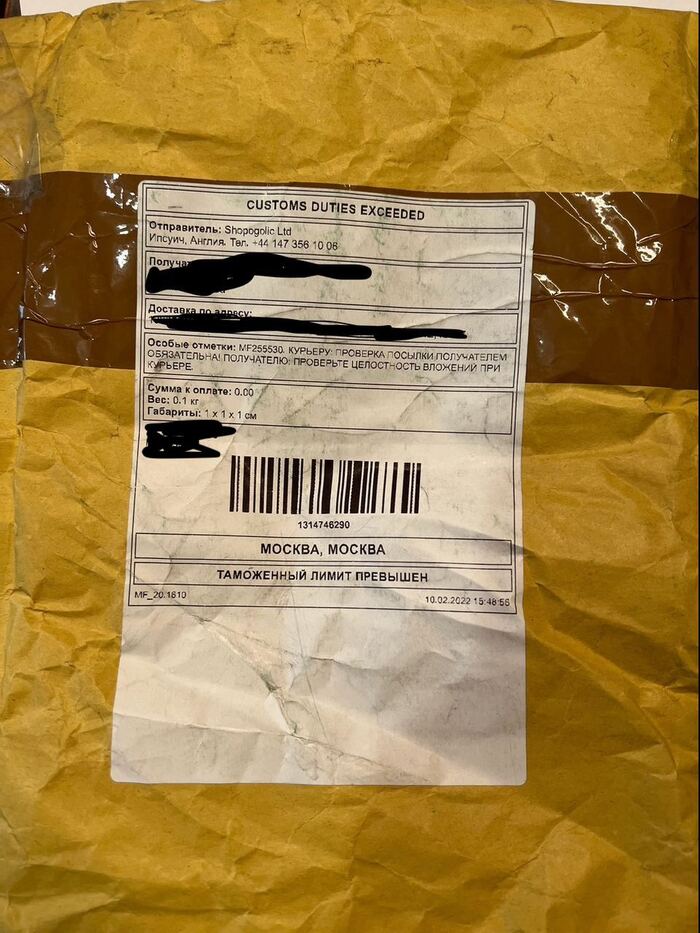 CUSTOMS DUTIES EXCEEDED
Отправитель: Shopogolic Ltd
Ипсуич, Англия. Тел. +44 147 356 10 06
Доставка по адресу:
Особые отметки: MF255530. КУРЬЕРУ: ПРОВЕРКА ПОСЫЛКИ ПОЛУЧАТЕЛЕМ
ОБЯЗАТЕЛЬНА! ПОЛУЧАТЕЛЮ: ПРОВЕРЬТЕ ЦЕЛОСТНОСТЬ ВЛОЖЕНИЙ ПРИ
КУРЬЕРЕ.
Сумма к оплате: 0.00
Вес: 0.1 кг
Габариты: 1 x 1 x 1 см
1314746290
МОСКВА, МОСКВА
ТАМОЖЕННЫЙ ЛИМИТ ПРЕВЫШЕН
MF_20.1610
10.02.2022 15:48:56